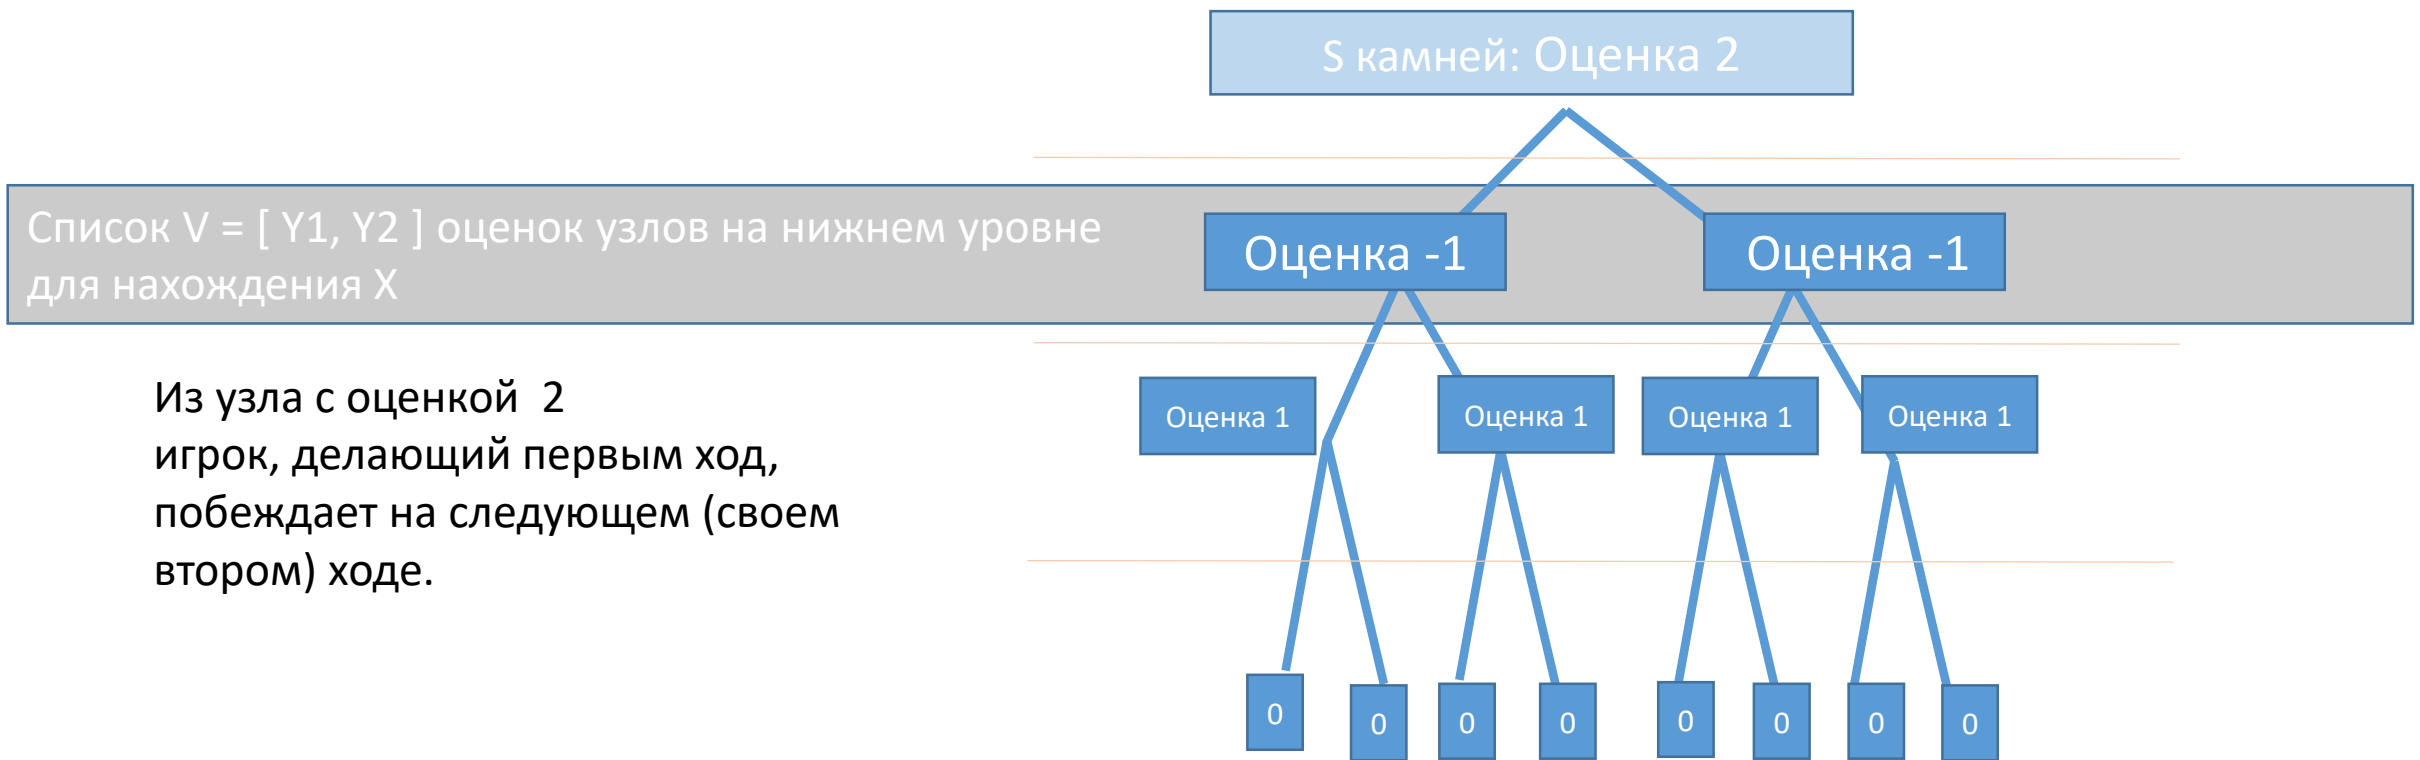 S камней: Оценка 2
Список V = [ Y1, Y2 ] оценок узлов на нижнем уровне
для нахождения X
Оценка -1
Оценка -1
Из узла с оценкой  2
игрок, делающий первым ход,
побеждает на следующем (своем
втором) ходе.
Оценка 1
Оценка 1
Оценка 1
Оценка 1
0
0
0
0
0
0
0
0